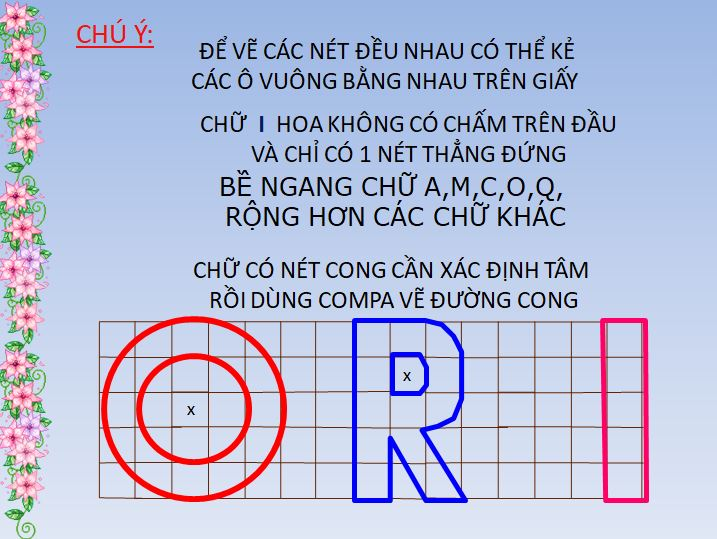 CHÚ Ý:
ĐỂ VẼ CÁC NÉT ĐỀU NHAU CÓ THỂ KẺ
CÁC Ô VUÔNG BẰNG NHAU TRÊN GIẤY
CHỮ I HOA KHÔNG CÓ CHẤM TRÊN ĐẦU
VÀ CHỈ CÓ 1 NÉT THẲNG ĐỨNG
BỀ NGANG CHỮ A,M,C,O,Q,
RỘNG HƠN CÁC CHỮ KHÁC
CHỮ CÓ NÉT CONG CẦN XÁC ĐỊNH TÂM
RỒI DÙNG COMPA VẼ ĐƯỜNG CONG
O R I
x
x